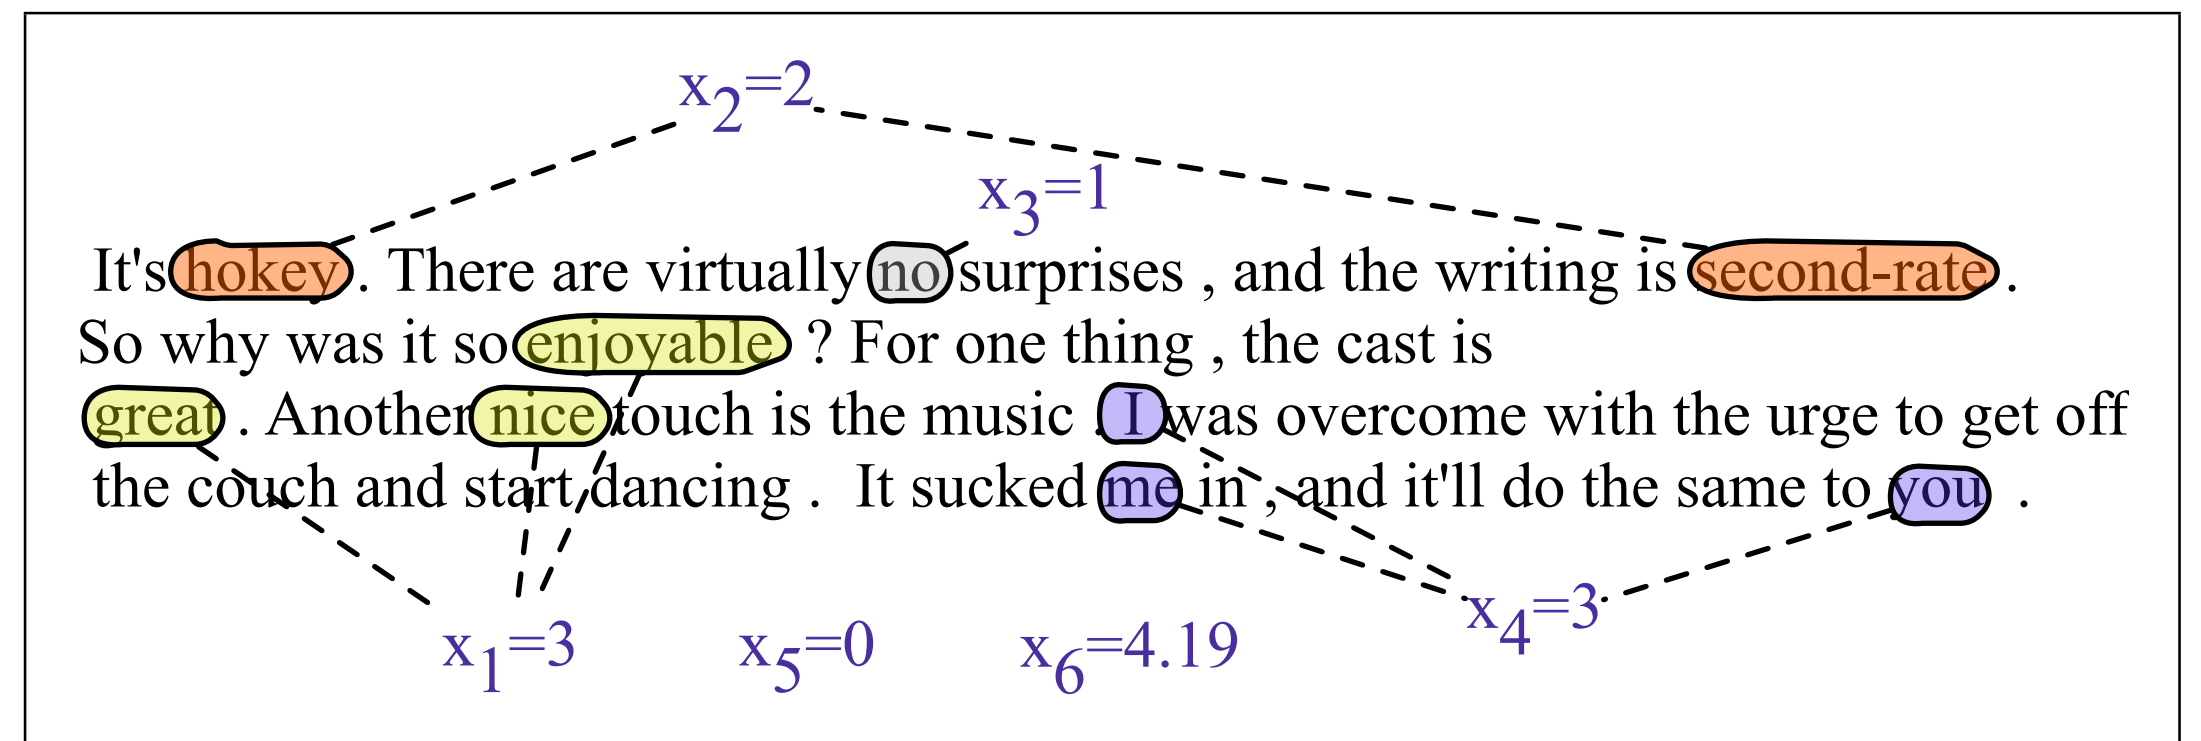 x2=2
x3=1
It's hokey . There are virtually no surprises , and the writing is second-rate .
So why was it so enjoyable ? For one thing , the cast is
great . Another nice touch is the music . I was overcome with the urge to get off
the couch and start dancing .  It sucked me in , and it'll do the same to you .
x4=3
x1=3 x5=0 x6=4.19